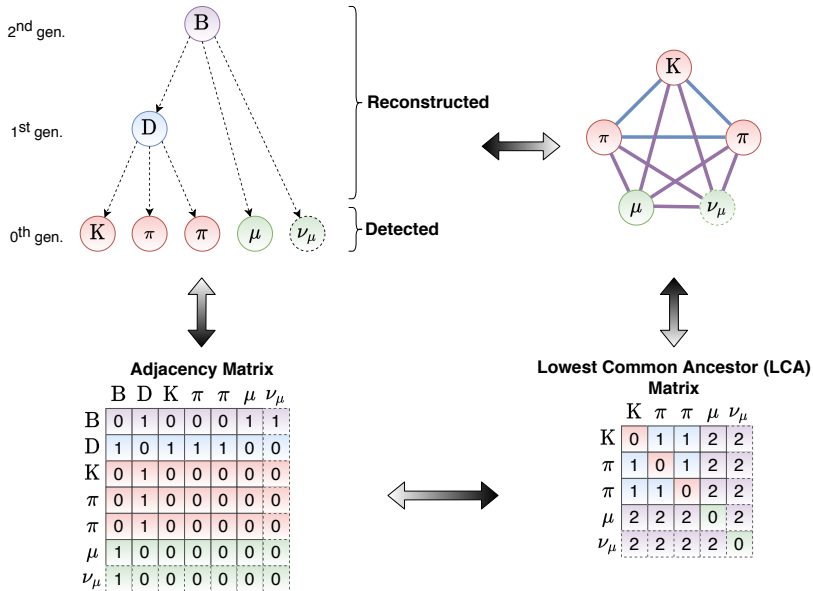 2nd gen.
B
1st gen.
D
0th gen.
K π π μ νμ
Reconstructed
Detected
K
π π
μ νμ
Adjacency Matrix
B D K π π μ νμ
B 0 1 0 0 0 1 1
D 1 0 1 1 1 0 0
K 0 1 0 0 0 0 0
π 0 1 0 0 0 0 0
π 0 1 0 0 0 0 0
μ 1 0 0 0 0 0 0
νμ 1 0 0 0 0 0 0
Lowest Common Ancestor (LCA)
Matrix
K π π μ νμ
K 0 1 1 2 2
π 1 0 1 2 2
π 1 1 0 2 2
μ 2 2 2 0 2
νμ 2 2 2 2 0